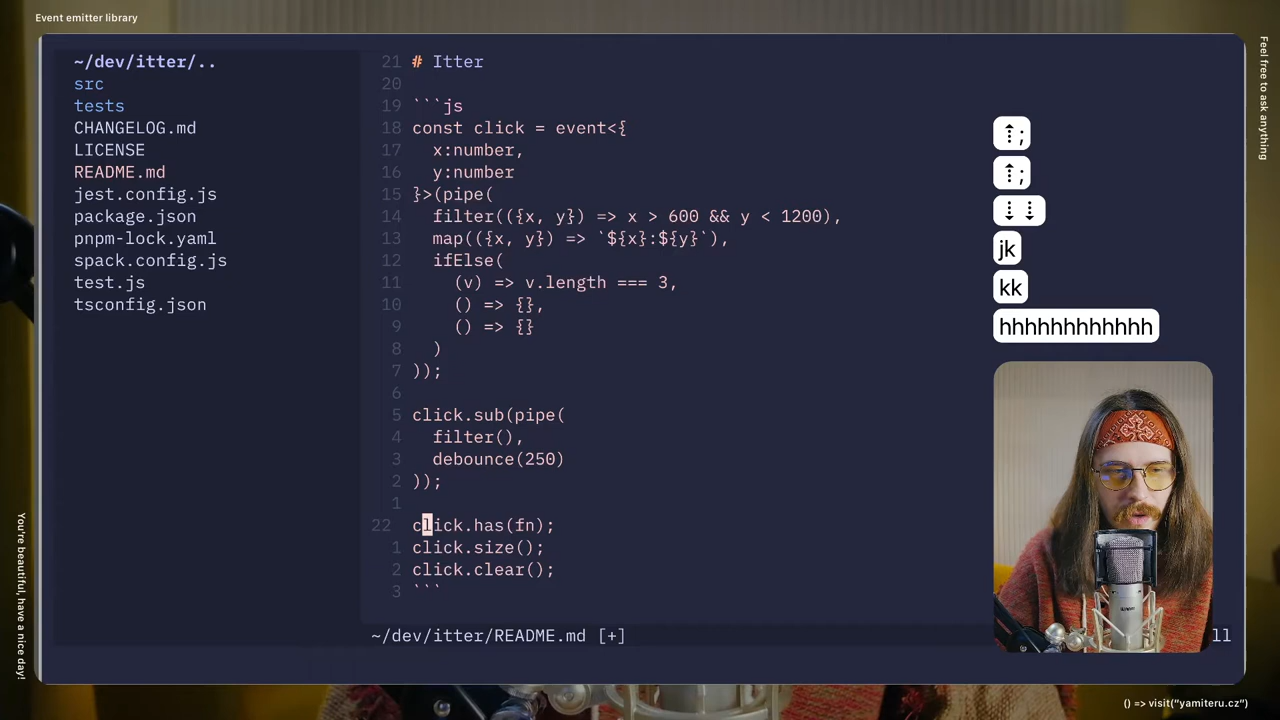 Event emitter library
Feel free to ask anything
~/dev/itter/..
src
tests
CHANGELOG.md
LICENSE
README.md
jest.config.js
package.json
pnpm-lock.yaml
spack.config.js
test.js
tsconfig.json
21 # Itter
20
19 ```js
18 const click = event<{
17 x:number,
16 y:number
15 }>(pipe(
14 filter(({x, y}) => x > 600 && y < 1200),
13 map(({x, y}) => `${x}:${y}`),
12 ifElse(
11 (v) => v.length === 3,
10 () => {},
9 () => {}
8 )
7 ));
6
5 click.sub(pipe(
4 filter(),
3 debounce(250)
2 ));
1
22 click.has(fn);
1 click.size();
2 click.clear();
3 ```
~/dev/itter/README.md [+]
ll
⇡;
⇡;
⇣⇣
jk
kk
hhhhhhhhhhhh
You're beautiful, have a nice day!
() => visit("yamiteru.cz")